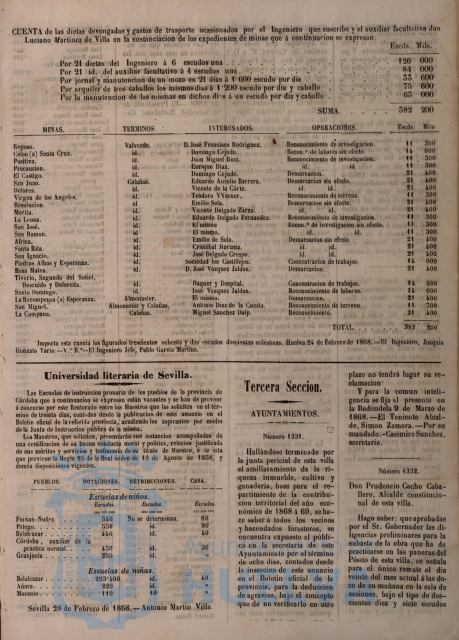 CUENTA de las dietas devengadas y gastos de trasporte ocasionados por el Ingeniero que suscribe y el auxiliar facultativo don
Luciano Martinez de Villa en la sustanciacion de los expedientes de minas que á continuacion se expresan.
Escds. Mils.
Por 21 dietas del Ingeniero á 6 escudos una 126 000
Por 21 id. del auxiliar facultativo á 4 escudos una 84 000
Por jornal y manutencion de un mozo en 21 dias á 1'600 escudo por dia 33 600
Por arquiler de tres caballos los mismos dias á 1'200 escudo por dia y caballo 75 600
Por la manutencion de las mismas en dichos dias á un escudo por dia y caballo 63 000
SUMA 382 200
MINAS. TERMINOS INTERESADOS. OPERACIONES. Escds. Mils
Reposo. Valverde. D. José Francisco Rodriguez. Reconocimiento de investigacion. 11 300
Colon (a) Santa Cruz. id. Domingo Cejudo. Recon.º de labores sin efecto. 14 000
Positiva. id. Juan Miguel Ruiz. Reconocimiento de investigacion. 11 300
Precaucion. id. Enrique Diaz. id. id. 11 300
El Castigo. id. Domingo Cejudo. Demarcacion. 21 400
San Juan. Calañas. Eduardo Aurelio Barrera. Demarcacion sin efecto. 21 400
Dolores. id. Vicente de la Córte. id. id. 21 400
Virgen de los Angeles. id. Teodoro Vverner. Reconocimiento de terreno. 11 300
Resolucion. id. Emilio Sola. Demarcacion. 21 400
Morita. id. Vicente Delgado Zarza. id. id. 21 400
La Leona. id. Eduardo Delgado Fernandez. Reconocimiento de investigacion. 11 300
San José. id. El mismo Recon.º de investigacion sin efecto. 11 300
San Ramon. id. El mismo. id. id. 11 300
Africa. id. Emilio de Sola. Demarcacion sin efecto 21 400
Santa Rita. id. Cristóbal Mariana. id. id. 21 400
San Ignacio. id. José Delgado Crespo. id. id. 21 400
Piedras Albas y Esperanza. id. Sociedad los Castillejos. Concentracion de trabajos. 14 000
Rosa Maica. id. D. José Vazquez Jaldon. Demarcacion. 21 400
Tivario, Segundo del Sotiel,
Descuido y Dolorcita. id. Daguer y Despital. Concentracion de trabajos. 14 000
Santo Domingo. id. José Vazquez Jaldon. Reconocimiento de labores. 14 000
La Recompensa (a) Esperanza. Almonaster. El mismo. Demarcacion. 21 400
San Miguel. Almonaster y Calañas. Antonio Diaz de la Cuesta. Reconocimiento de terreno. 11 700
La Campana. Calañas. Miguel Sanchez Dalp. Reconocimiento. 21 400
TOTAL. 382 200
Importa esta cuenta los figurados trescientos ochenta y dos escudos doscientas milésimas. Huelva 24 de Febrero de 1868.—El Ingeniero, Joaquin
Gonzalo Tarin.—V.º B.º—El Ingeniero Jefe, Pablo Garcia Martino.
Universidad literaria de Sevilla.
Las Escuelas de instruccion primaria de los pueblos de la provincia de
Córdoba que á continuacion se expresan están vacantes y se han de proveer
á concurso por este Rectorado entre los Maestros que las soliciten en el tér-
mino de treinta dias, contados desde la publicacion de este anuncio en el
Boletin oficial de la referida provincia, acudiendo los aspirantes por medio
de la Junta de Instruccion pública de la misma.
Los Maestros, que soliciten, presentarán sus instancias acompañadas de
una certificacion de su buena conducta moral y política, relacion justificada
de sus méritos y servicios y testimonio de su título de Maestro, ó la cita
que previene la Regla 25 de la Real órden de 10 de Agosto de 1858, y
demás disposiciones vigentes.
PUEBLOS. DOTACIONES. RETRIBUCIONES. CASA.
Escuelas de niños.
Escudos. Escudos. Escudos.
Fernan-Nuñez 440 No se determinan. 60
Priego. 550 id. 80
Belalcazar 440 id. 40
Córdoba, auxiliar de la
práctica normal. 450 id. 30
Granjuela 250 id. 30
Escuelas de niñas.
Belalcazar 293'400 id. 40
Añora 220 id. »
Moconte 110 40 »
Sevilla 28 de Febrero de 1868.—Antonio Martin Villa.
Tercera Seccion.
AYUNTAMIENTOS.
Número 4331.
Hallándose terminado por
la junta pericial de esta villa
el amillaramiento de la ri-
queza inmueble, cultivo y
ganadería, base para el re-
partimiento de la contribu-
cion territorial del año econó-
mico de 1868 á 69, se ha-
ce saber á todos los vecinos
y hacendados forasteros, se
encuentra expuesto al públi-
co en la secretaría de este
Ayuntamiento por el término
de ocho dias, contados desde
la insercion de este anuncio
en el Boletin oficial de la
provincia, para la deduccion
de agravios, bajo el concepto
que de no verificarlo en otro
plazo no tendrá lugar su re-
clamacion
Y para la comun inteli-
gencia se fija el presente en
la Redondela 9 de Marzo de
1868.—El Teniente Alcal-
de, Simon Zamora.—Por su
mandado.—Casimiro Sanchez,
secretario.
Número 4332.
Don Prudencio Cacho Caba-
llero, Alcalde constitucio-
nal de esta villa.
Hago saber: que aprobadas
por el Sr. Gobernador las di-
ligencias preliminares para la
subasta de la obra que ha de
practicarse en las paneras del
Pósito de esta villa, se señala
para el único remate el dia
veinte del mes actual á las do-
ce de su mañana en la sala de
sesiones, bajo el tipo de dos-
cientos diez y siete escudos